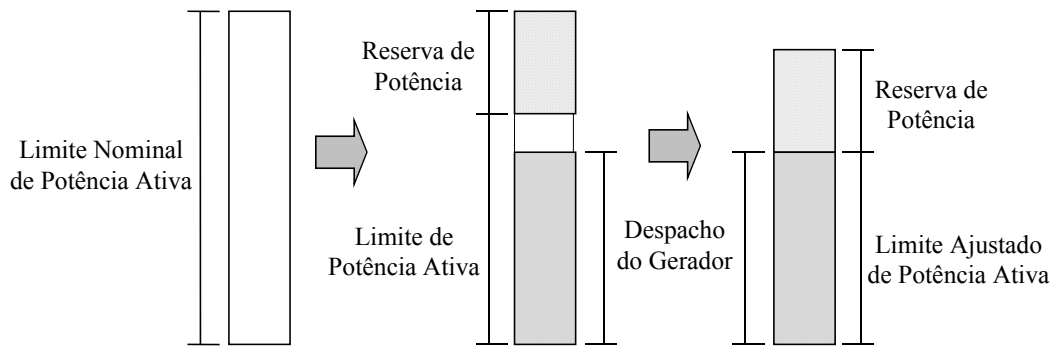 Limite Nominal
de Potência Ativa
Reserva de
Potência
Limite de
Potência Ativa
Despacho
do Gerador
Reserva de
Potência
Limite Ajustado
de Potência Ativa